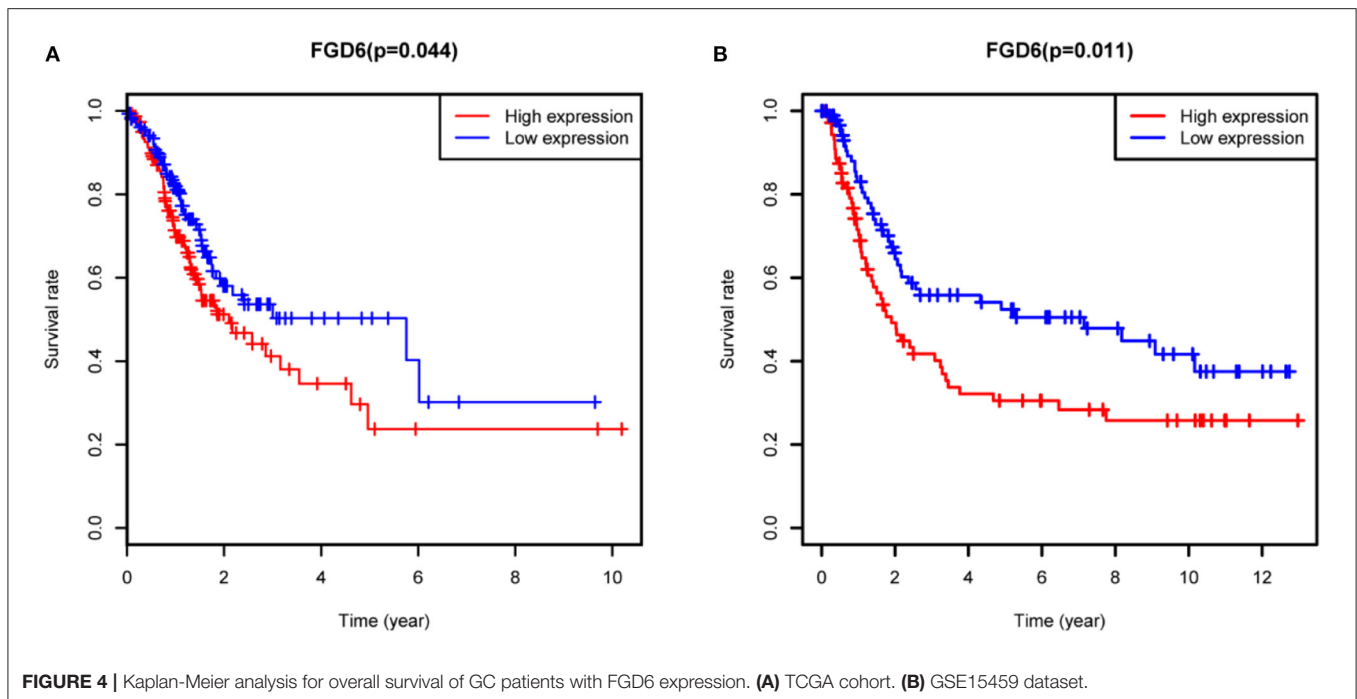 A
FGD6(p=0.044)
High expression
Low expression
Survival rate
1.0
0.8
0.6
0.4
0.2
0.0
0 2 4 6 8 10
Time (year)
B
FGD6(p=0.011)
High expression
Low expression
Survival rate
1.0
0.8
0.6
0.4
0.2
0.0
0 2 4 6 8 10 12
Time (year)
FIGURE 4 | Kaplan-Meier analysis for overall survival of GC patients with FGD6 expression. (A) TCGA cohort. (B) GSE15459 dataset.